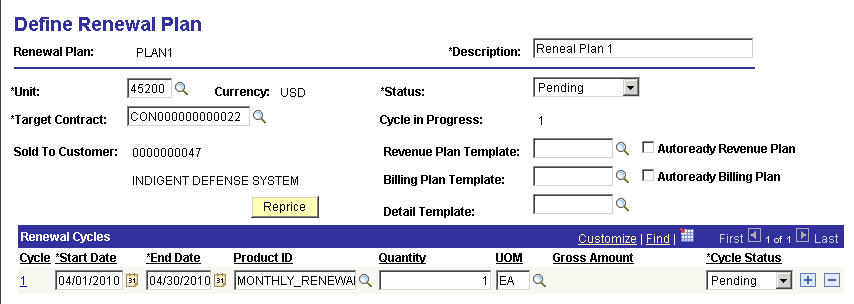 Define Renewal Plan
Renewal Plan: PLAN1 *Description: Reneal Plan 1
*Unit: 45200 Currency: USD *Status: Pending
*Target Contract: CON000000000022 Cycle in Progress: 1
Sold To Customer: 0000000047 Revenue Plan Template: Autoready Revenue Plan
INDIGENT DEFENSE SYSTEM Billing Plan Template: Autoready Billing Plan
Reprice Detail Template:
Renewal Cycles Customize | Find | First 1 of 1 Last
Cycle *Start Date *End Date Product ID Quantity UOM Gross Amount *Cycle Status
1 04/01/2010 31 04/30/2010 31 MONTHLY_RENEWAL 1 EA Pending